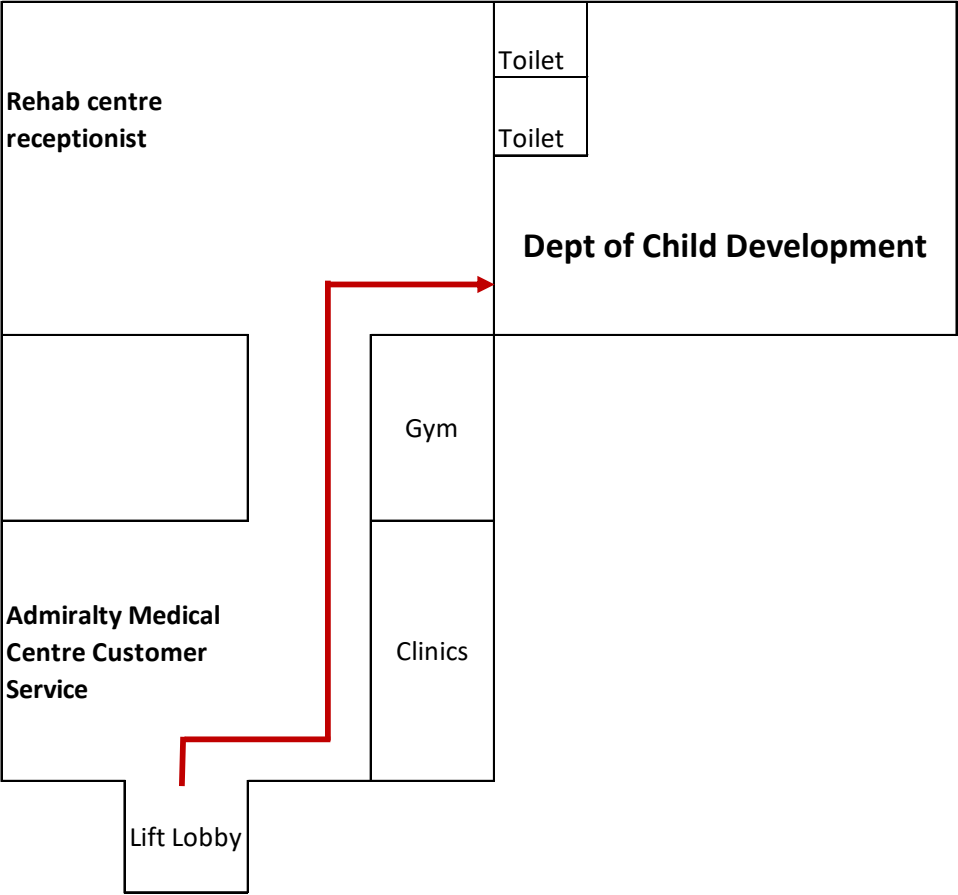 Toilet
Rehab centre
receptionist
Toilet
Dept of Child Development
Gym
Admiralty Medical
Centre Customer
Service
Clinics
Lift Lobby